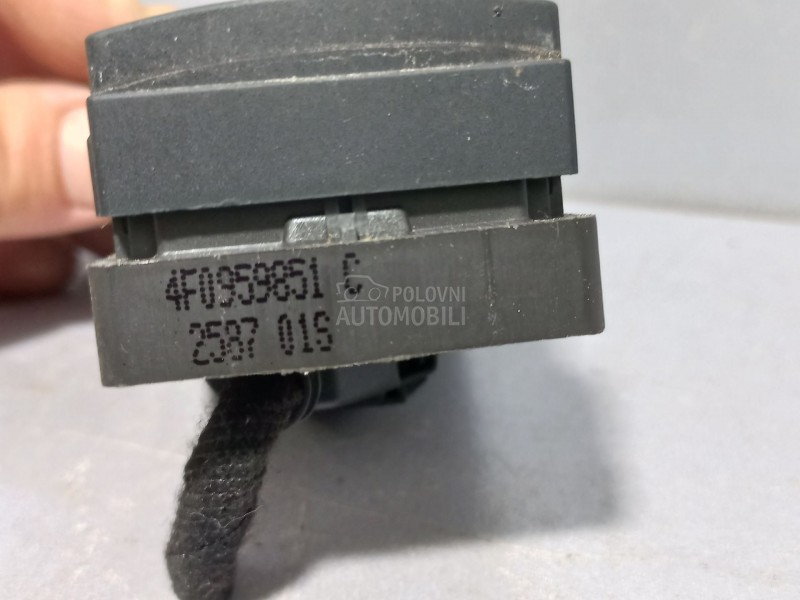 4F0959851 C
2587 01S
POLOVNI
AUTOMOBILI